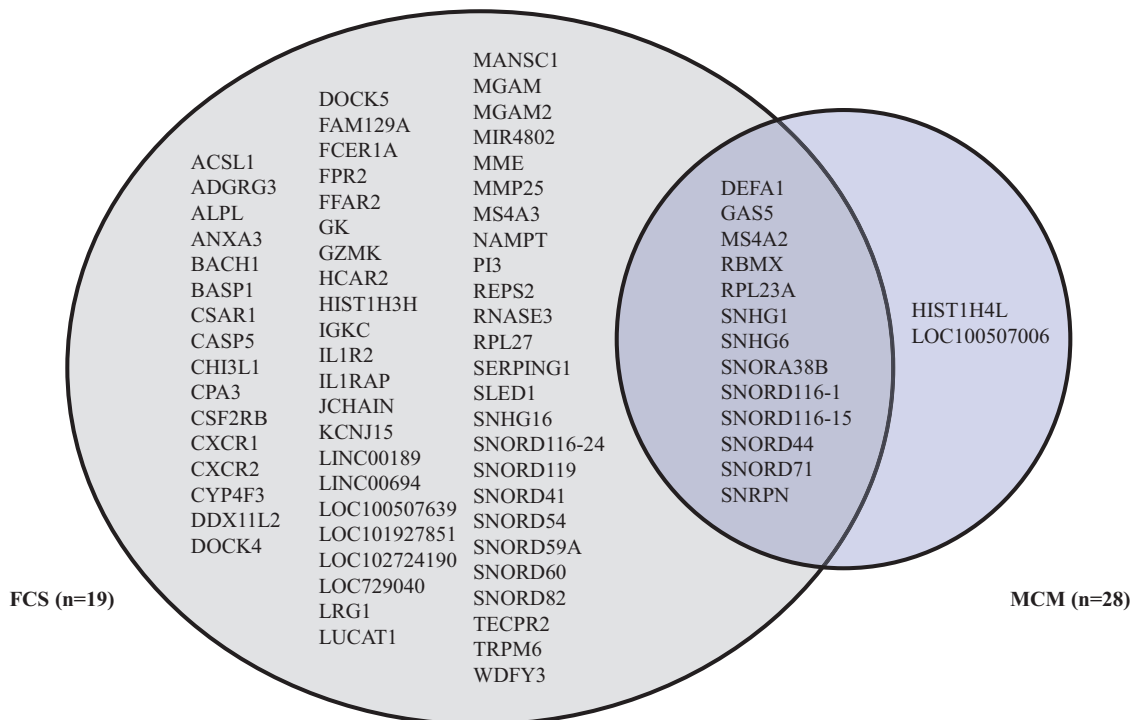 ACSL1
ADGRG3
ALPL
ANXA3
BACH1
BASP1
CSAR1
CASP5
CHI3L1
CPA3
CSF2RB
CXCR1
CXCR2
CYP4F3
DDX11L2
DOCK4
DOCK5
FAM129A
FCER1A
FPR2
FFAR2
GK
GZMK
HCAR2
HIST1H3H
IGKC
IL1R2
IL1RAP
JCHAIN
KCNJ15
LINC00189
LINC00694
LOC100507639
LOC101927851
LOC102724190
LOC729040
LRG1
LUCAT1
MANSC1
MGAM
MGAM2
MIR4802
MME
MMP25
MS4A3
NAMPT
PI3
REPS2
RNASE3
RPL27
SERPING1
SLED1
SNHG16
SNORD116-24
SNORD119
SNORD41
SNORD54
SNORD59A
SNORD60
SNORD82
TECPR2
TRPM6
WDFY3
DEFA1
GAS5
MS4A2
RBMX
RPL23A
SNHG1
SNHG6
SNORA38B
SNORD116-1
SNORD116-15
SNORD44
SNORD71
SNRPN
HIST1H4L
LOC100507006
FCS (n=19)
MCM (n=28)